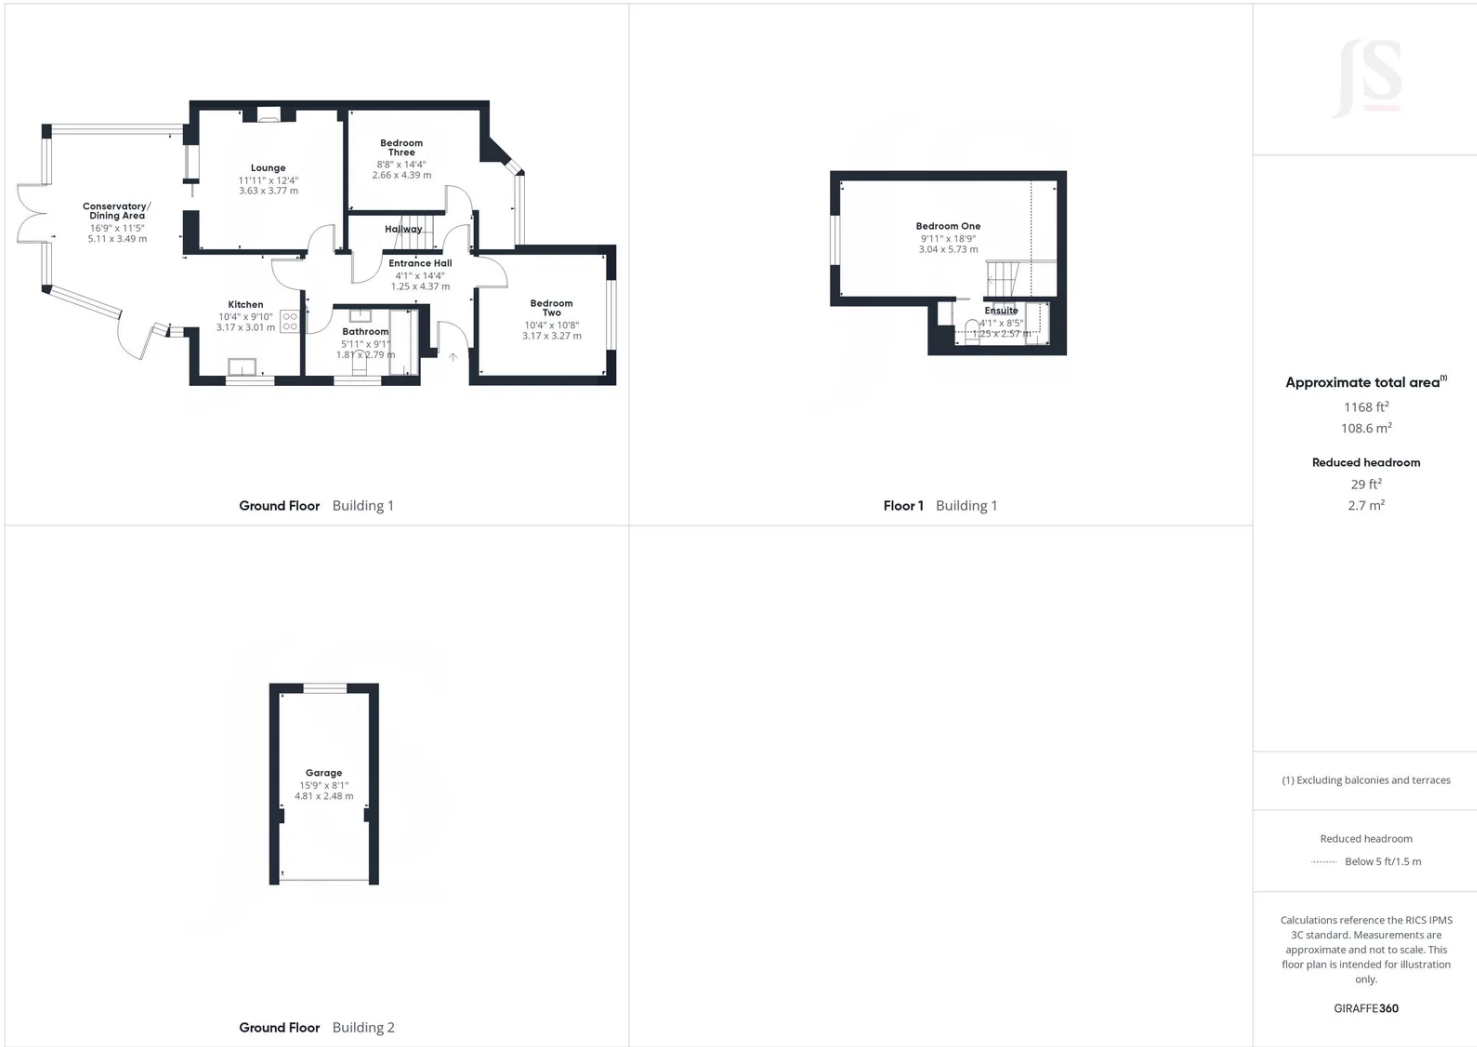 Conservatory/
Dining Area
16'9" x 11'5"
5.11 x 3.49 m
Lounge
11'11" x 12'4"
3.63 x 3.77 m
Bedroom
Three
8'8" x 14'4"
2.66 x 4.39 m
Hallway
Entrance Hall
4'1" x 14'4"
1.25 x 4.37 m
Kitchen
10'4" x 9'10"
3.17 x 3.01 m
Bathroom
5'11" x 9'1"
1.81 x 2.79 m
Bedroom
Two
10'4" x 10'8"
3.17 x 3.27 m
Ground Floor Building 1
Bedroom One
9'11" x 18'9"
3.04 x 5.73 m
Ensuite
4'1" x 8'5"
1.25 x 2.57 m
Floor 1 Building 1
Garage
15'9" x 8'1"
4.81 x 2.48 m
Ground Floor Building 2
JS
Approximate total area(1)
1168 ft²
108.6 m²
Reduced headroom
29 ft²
2.7 m²
(1) Excluding balconies and terraces
Reduced headroom
Below 5 ft/1.5 m
Calculations reference the RICS IPMS
3C standard. Measurements are
approximate and not to scale. This
floor plan is intended for illustration
only.
GIRAFFE360